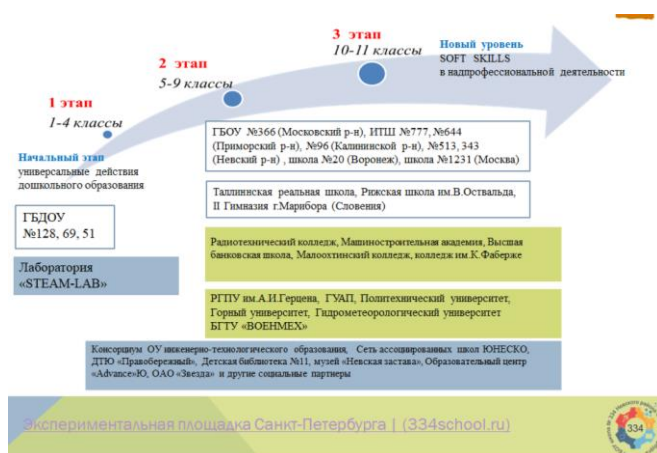 3 этап
10-11 классы
Новый уровень
SOFT SKILLS
в надпрофессиональной деятельности
2 этап
5-9 классы
1 этап
1-4 классы
Начальный этап
универсальные действия
дошкольного образования
ГБОУ №366 (Московский р-н), ИТШ №777, №644
(Приморский р-н), №96 (Калининской р-н), №513, 343
(Невский р-н) , школа №20 (Воронеж), школа №1231 (Москва)
Таллиннская реальная школа, Рижская школа им.В.Оствальда,
II Гимназия г.Марибора (Словения)
ГБДОУ
№128, 69, 51
Радиотехнический колледж, Машиностроительная академия, Высшая
банковская школа, Малоохтинский колледж, колледж им.К.Фаберже
Лаборатория
«STEAM-LAB»
РГПУ им.А.И.Герцена, ГУАП, Политехнический университет,
Горный университет, Гидрометеорологический университет
БГТУ «ВОЕНМЕХ»
Консорциум ОУ инженерно-технологического образования, Сеть ассоциированных школ ЮНЕСКО,
ДТЮ «Правобережный», Детская библиотека №11, музей «Невская застава», Образовательный центр
«Advance»Ю, ОАО «Звезда» и другие социальные партнеры
Экспериментальная площадка Санкт-Петербурга | (334school.ru)
334